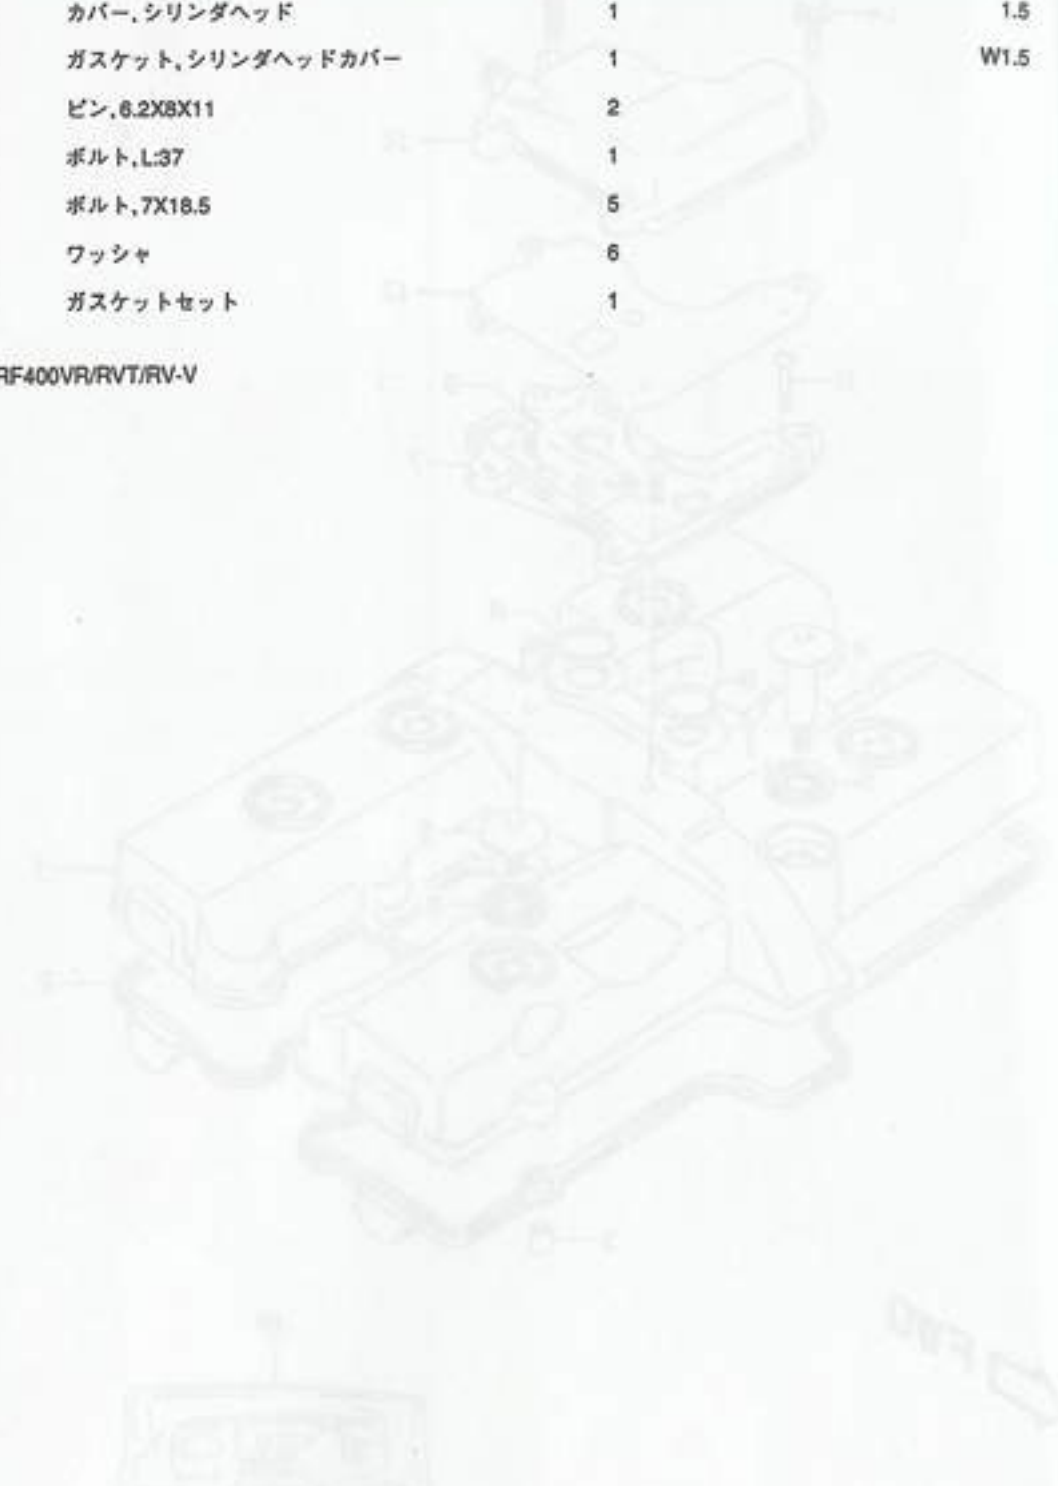 カバー,シリンダヘッド 1 1.5
ガスケット,シリンダヘッドカバー 1 W1.5
ピン,6.2X8X11 2
ボルト,L:37 1
ボルト,7X18.5 5
ワッシャ 6
ガスケットセット 1
RF400VR/RVT/RV-V
FWD